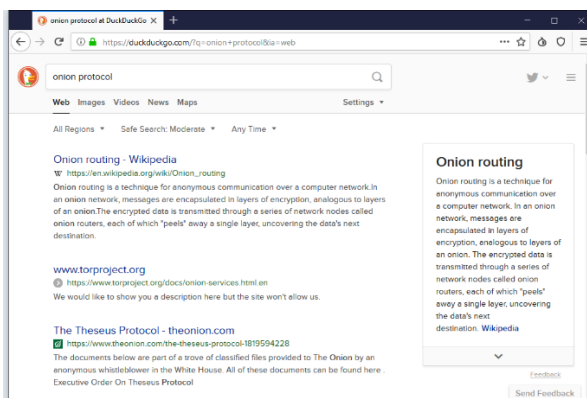 onion protocol at DuckDuckGo
https://duckduckgo.com/?q=onion+protocol&ia=web
onion protocol
Web Images Videos News Maps Settings
All Regions Safe Search: Moderate Any Time
Onion routing - Wikipedia
W https://en.wikipedia.org/wiki/Onion_routing
Onion routing is a technique for anonymous communication over a computer network.In
an onion network, messages are encapsulated in layers of encryption, analogous to layers
of an onion.The encrypted data is transmitted through a series of network nodes called
onion routers, each of which "peels" away a single layer, uncovering the data's next
destination.
www.torproject.org
https://www.torproject.org/docs/onion-services.html.en
We would like to show you a description here but the site won't allow us.
The Theseus Protocol - theonion.com
https://www.theonion.com/the-theseus-protocol-1819594228
The documents below are part of a trove of classified files provided to The Onion by an
anonymous whistleblower in the White House. All of these documents can be found here .
Executive Order On Theseus Protocol
Onion routing
Onion routing is a technique for
anonymous communication over
a computer network. In an onion
network, messages are
encapsulated in layers of
encryption, analogous to layers of
an onion. The encrypted data is
transmitted through a series of
network nodes called onion
routers, each of which "peels"
away a single layer, uncovering
the data's next
destination. Wikipedia
Feedback
Send Feedback